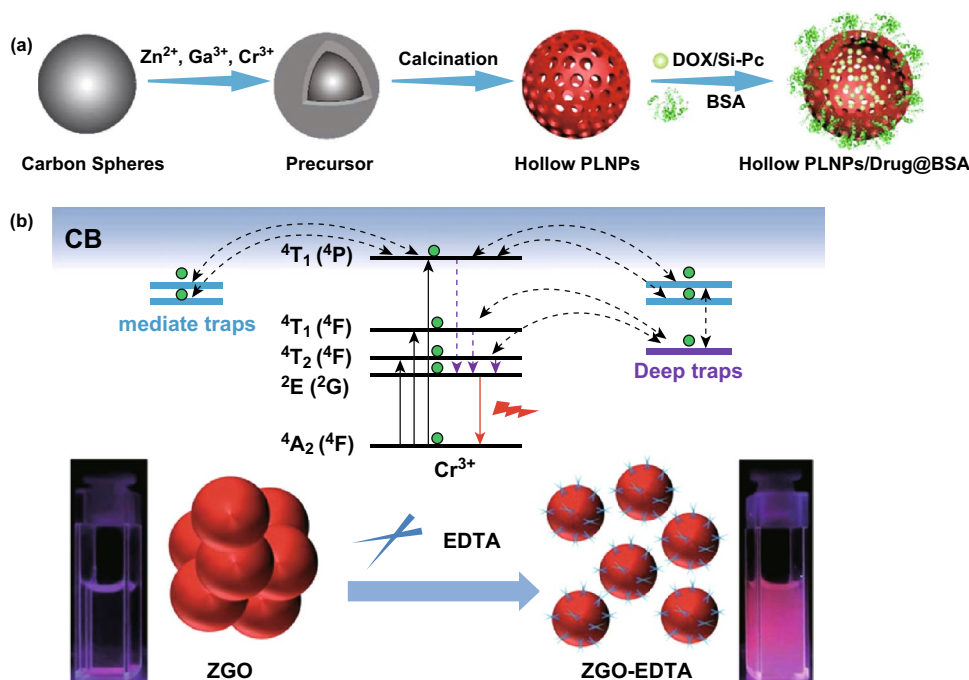 (a)
Zn²⁺, Ga³⁺, Cr³⁺
Calcination
DOX/Si-Pc
BSA
Carbon Spheres
Precursor
Hollow PLNPs
Hollow PLNPs/Drug@BSA
(b)
CB
⁴T₁ (⁴P)
mediate traps
⁴T₁ (⁴F)
⁴T₂ (⁴F)
Deep traps
²E (²G)
⁴A₂ (⁴F)
Cr³⁺
EDTA
ZGO
ZGO-EDTA